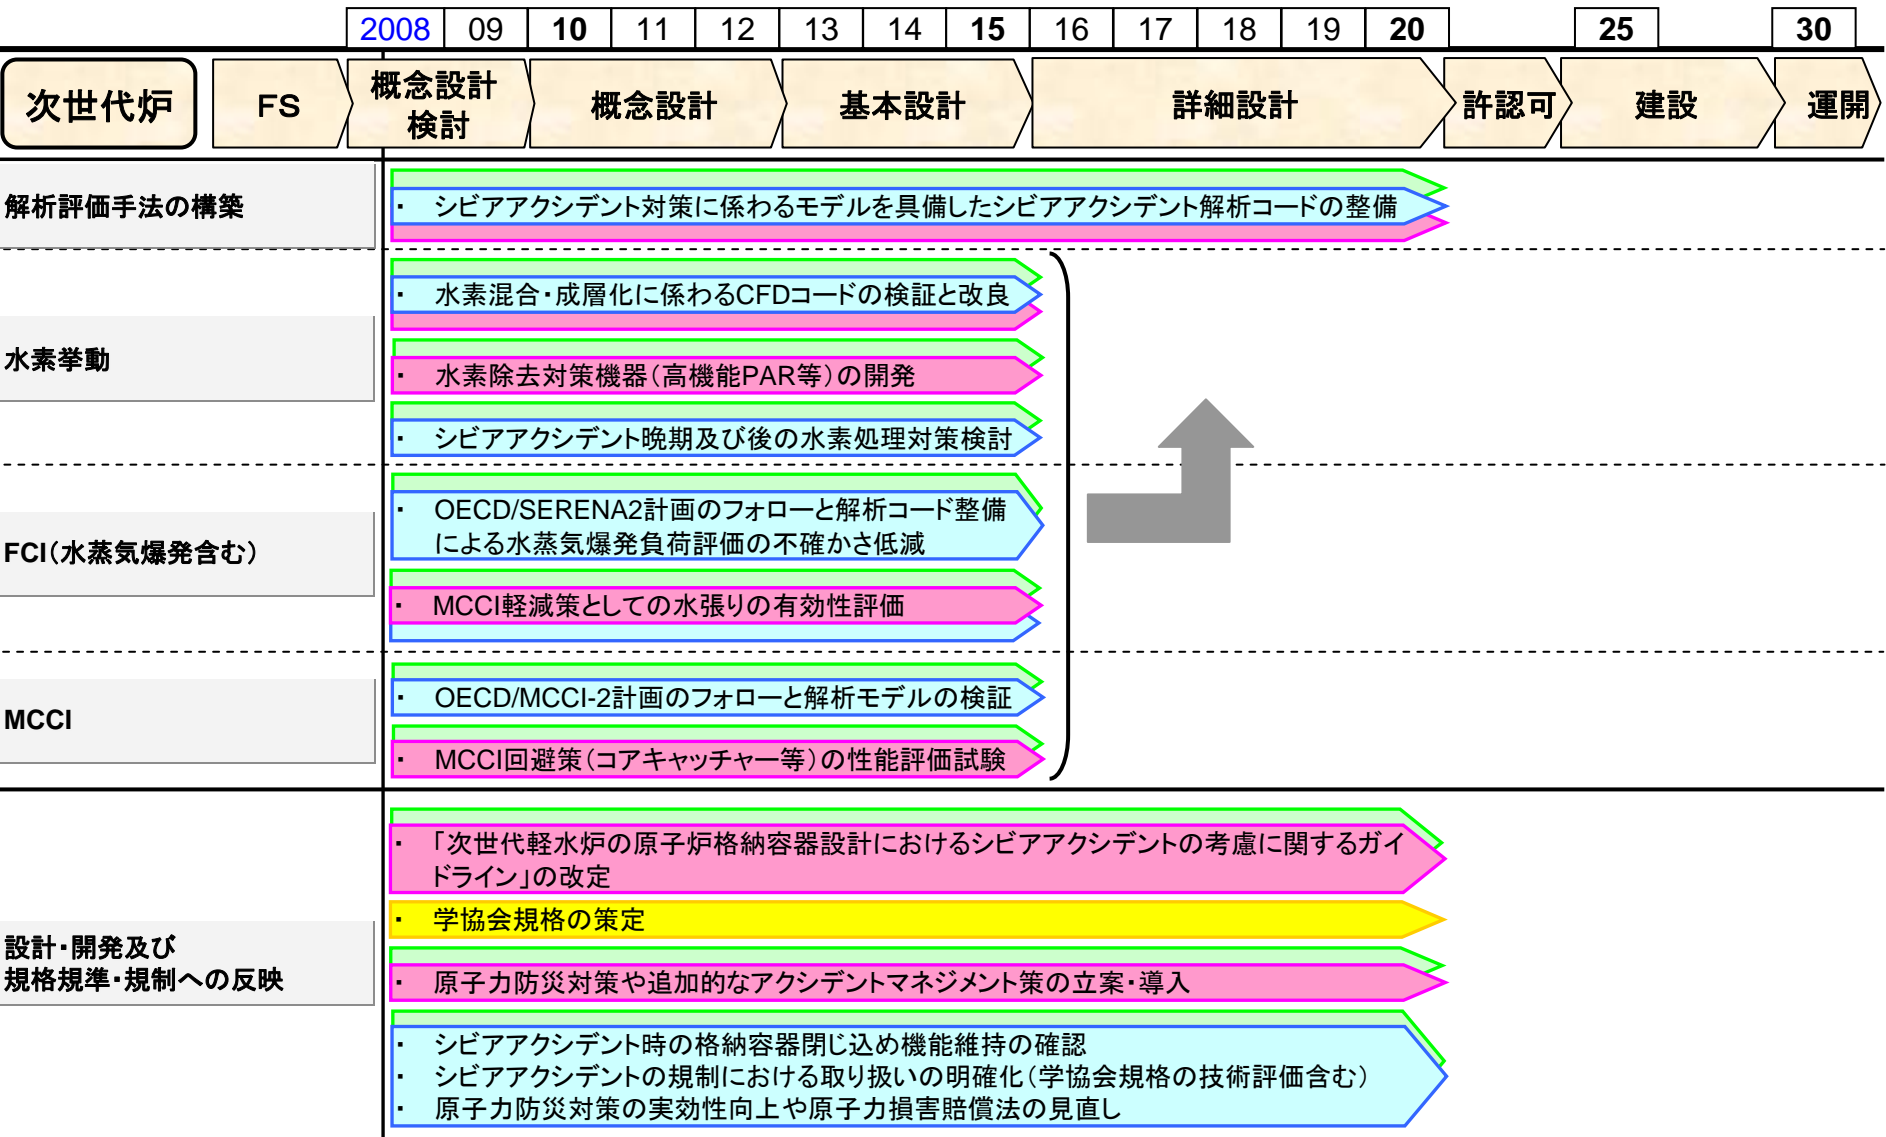 2008 09 10 11 12 13 14 15 16 17 18 19 20 25 30
次世代炉 FS 概念設計 概念設計 基本設計 詳細設計 許認可 建設 運開
検討
解析評価手法の構築
・ シビアアクシデント対策に係わるモデルを具備したシビアアクシデント解析コードの整備
水素挙動
・ 水素混合・成層化に係わるCFDコードの検証と改良
・ 水素除去対策機器(高機能PAR等)の開発
・ シビアアクシデント晩期及び後の水素処理対策検討
FCI(水蒸気爆発含む)
・ OECD/SERENA2計画のフォローと解析コード整備
による水蒸気爆発負荷評価の不確かさ低減
・ MCCI軽減策としての水張りの有効性評価
MCCI
・ OECD/MCCI-2計画のフォローと解析モデルの検証
・ MCCI回避策(コアキャッチャー等)の性能評価試験
設計・開発及び
規格規準・規制への反映
・ 「次世代軽水炉の原子炉格納容器設計におけるシビアアクシデントの考慮に関するガイ
ドライン」の改定
・ 学協会規格の策定
・ 原子力防災対策や追加的なアクシデントマネジメント策の立案・導入
・ シビアアクシデント時の格納容器閉じ込め機能維持の確認
・ シビアアクシデントの規制における取り扱いの明確化(学協会規格の技術評価含む)
・ 原子力防災対策の実効性向上や原子力損害賠償法の見直し